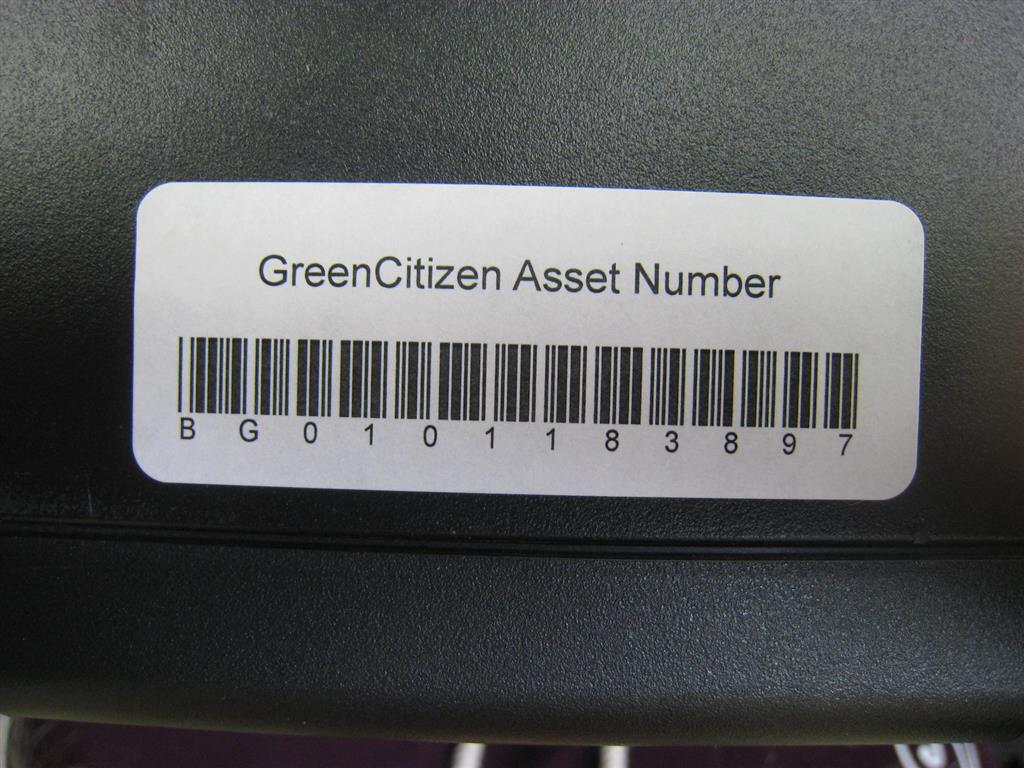 GreenCitizen Asset Number
B G 0 1 0 1 1 8 3 8 9 7